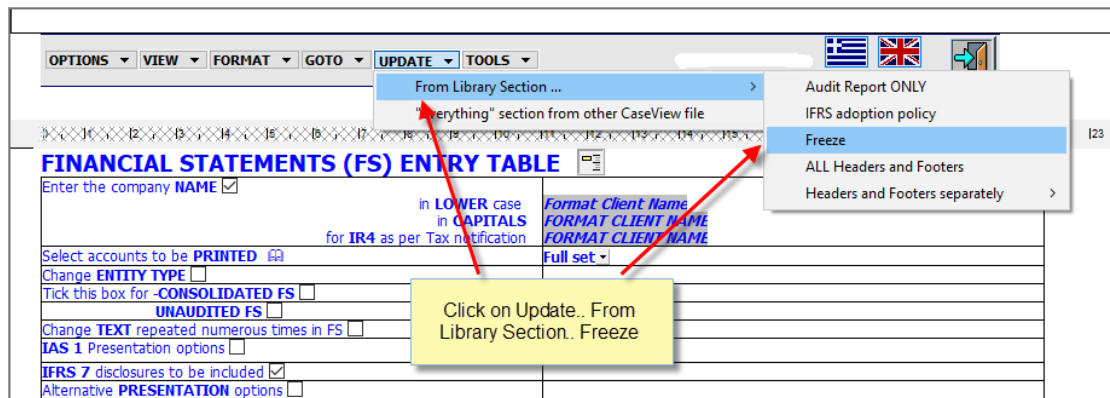 OPTIONS VIEW FORMAT GOTO UPDATE TOOLS
From Library Section ...
"Everything" section from other CaseView file
Audit Report ONLY
IFRS adoption policy
Freeze
ALL Headers and Footers
Headers and Footers separately
|23
FINANCIAL STATEMENTS (FS) ENTRY TABLE
Enter the company NAME
in LOWER case Format Client Name
in CAPITALS FORMAT CLIENT NAME
for IR4 as per Tax notification FORMAT CLIENT NAME
Select accounts to be PRINTED Full set
Change ENTITY TYPE
Tick this box for -CONSOLIDATED FS
UNAUDITED FS
Change TEXT repeated numerous times in FS
IAS 1 Presentation options
IFRS 7 disclosures to be included
Alternative PRESENTATION options
Click on Update.. From
Library Section.. Freeze